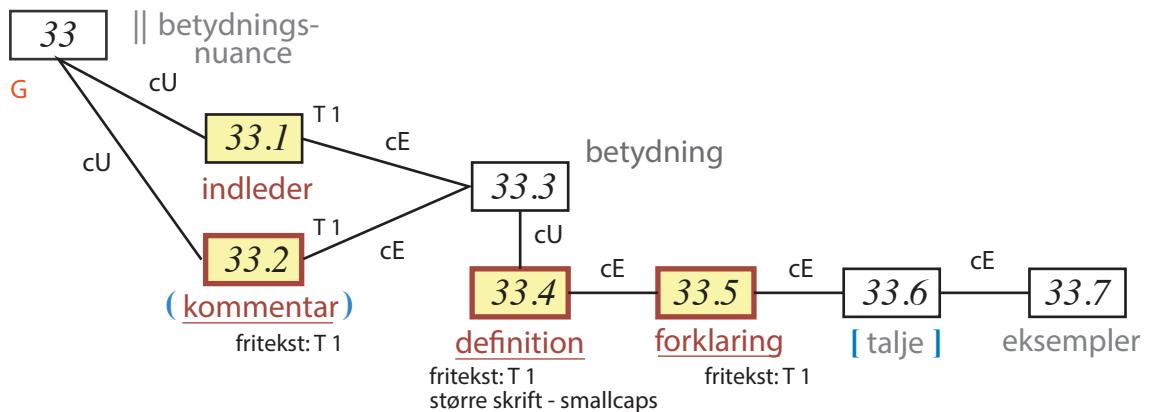 33
|| betydnings-
nuance
G
cU
cU
T 1
33.1
cE
indleder
betydning
33.3
T 1
33.2
cE
cU
( kommentar )
fritekst: T 1
33.4
cE
33.5
cE
33.6
cE
33.7
definition
forklaring
[ talje ]
eksempler
fritekst: T 1
større skrift - smallcaps
fritekst: T 1